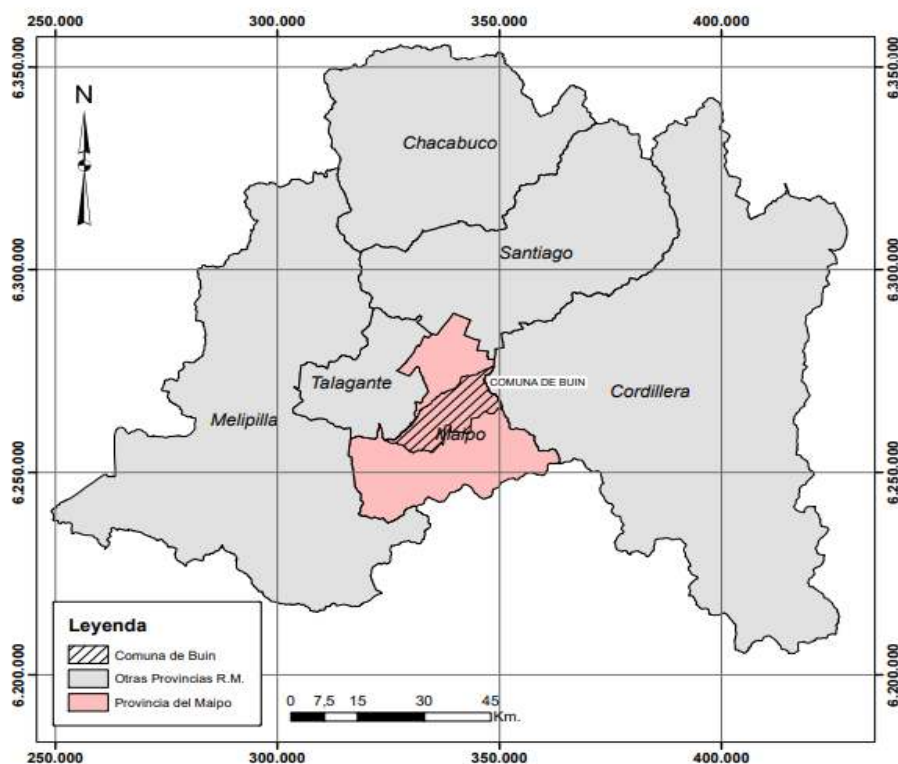 250.000 300.000 350.000 400.000
6.350.000 6.350.000
N
Chacabuco
Santiago
6.300.000 6.300.000
Talagante
COMUNA DE BUIN
Cordillera
Melipilla
Maipo
6.250.000 6.250.000
Leyenda
Comuna de Buin
Otras Provincias R.M.
Provincia del Maipo
0 7,5 15 30 45
Km.
6.200.000 6.200.000
250.000 300.000 350.000 400.000